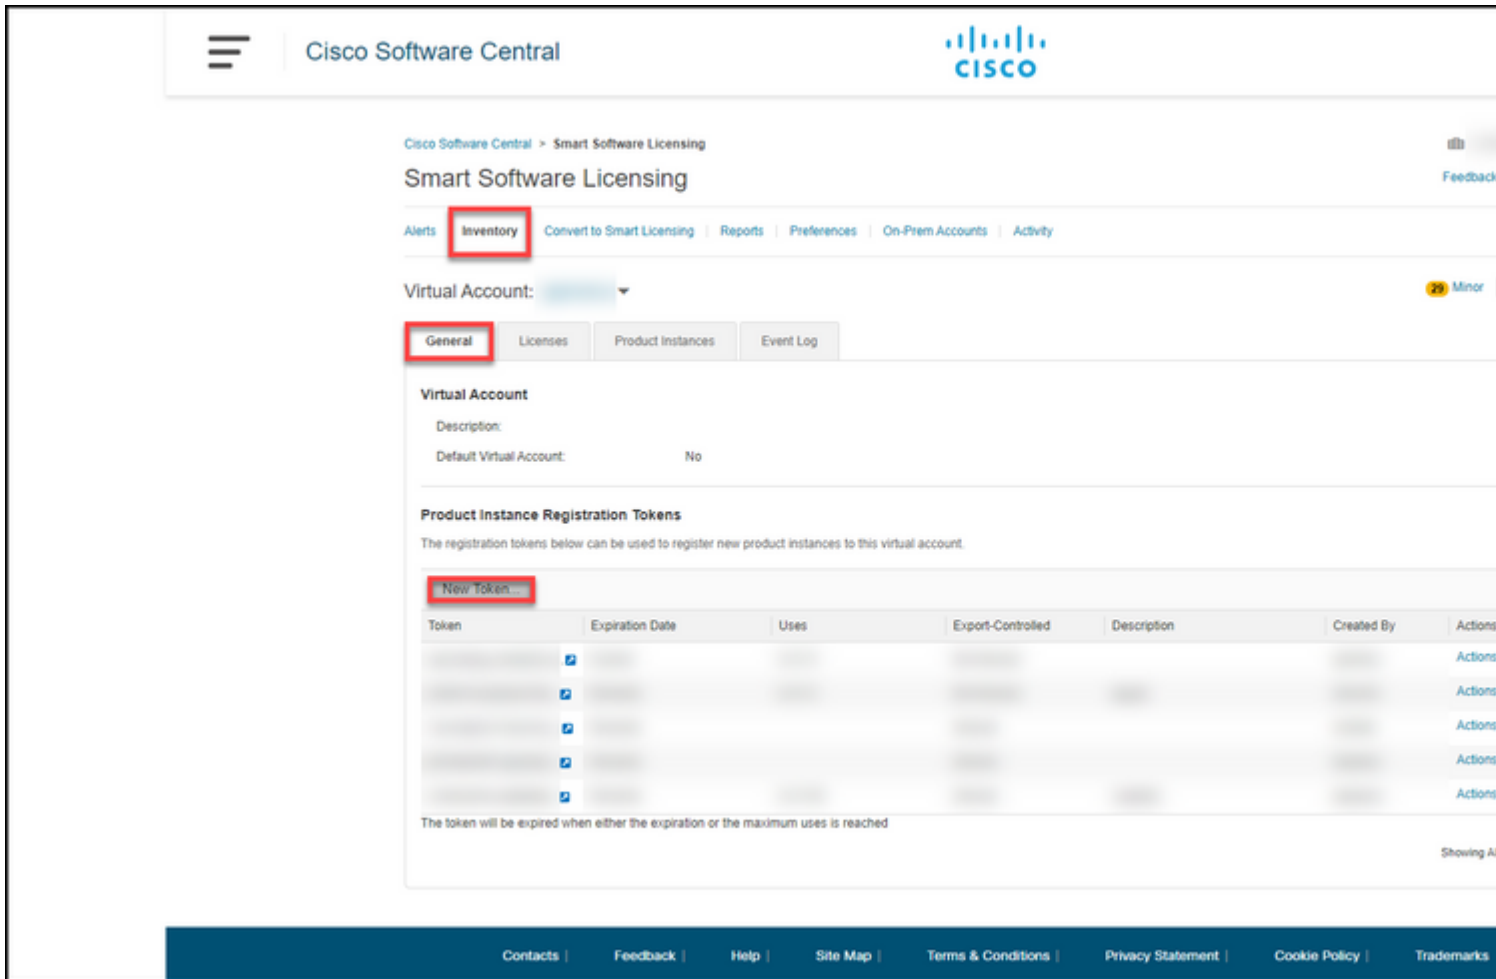 Cisco Software Central
CISCO
Cisco Software Central > Smart Software Licensing
Smart Software Licensing
Feedback
Alerts Inventory Convert to Smart Licensing | Reports | Preferences | On-Prem Accounts | Activity
Virtual Account:
29 Minor
General Licenses Product Instances Event Log
Virtual Account
Description:
Default Virtual Account: No
Product Instance Registration Tokens
The registration tokens below can be used to register new product instances to this virtual account.
New Token...
Token Expiration Date Uses Export-Controlled Description Created By Actions
Actions
Actions
Actions
Actions
Actions
The token will be expired when either the expiration or the maximum uses is reached
Showing Al
Contacts | Feedback | Help | Site Map | Terms & Conditions | Privacy Statement | Cookie Policy | Trademarks